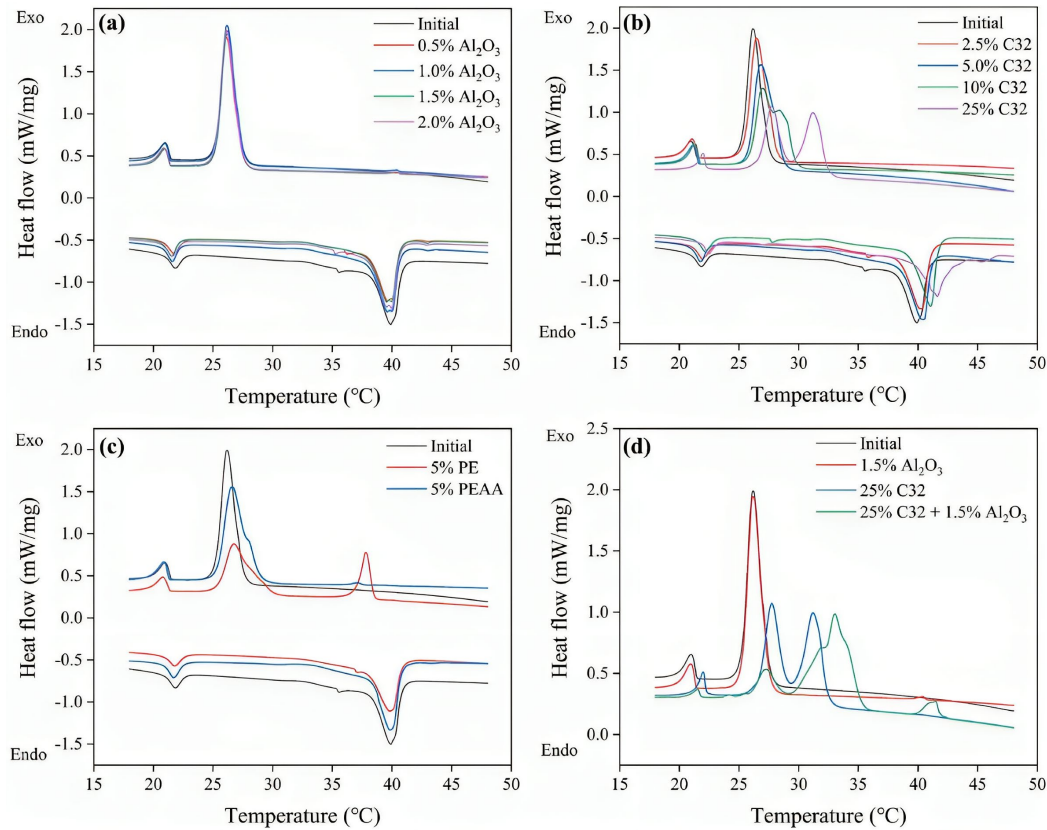 Exo
(a)
Initial
0.5% Al₂O₃
1.0% Al₂O₃
1.5% Al₂O₃
2.0% Al₂O₃
2.0
1.5
1.0
0.5
0.0
-0.5
-1.0
-1.5
Endo
Heat flow (mW/mg)
15 20 25 30 35 40 45 50
Temperature (℃)
Exo
(b)
Initial
2.5% C32
5.0% C32
10% C32
25% C32
2.0
1.5
1.0
0.5
0.0
-0.5
-1.0
-1.5
Endo
Heat flow (mW/mg)
15 20 25 30 35 40 45 50
Temperature (℃)
Exo
(c)
Initial
5% PE
5% PEAA
2.0
1.5
1.0
0.5
0.0
-0.5
-1.0
-1.5
Endo
Heat flow (mW/mg)
15 20 25 30 35 40 45 50
Temperature (℃)
Exo
(d)
Initial
1.5% Al₂O₃
25% C32
25% C32 + 1.5% Al₂O₃
2.5
2.0
1.5
1.0
0.5
0.0
Endo
Heat flow (mW/mg)
15 20 25 30 35 40 45 50
Temperature (℃)